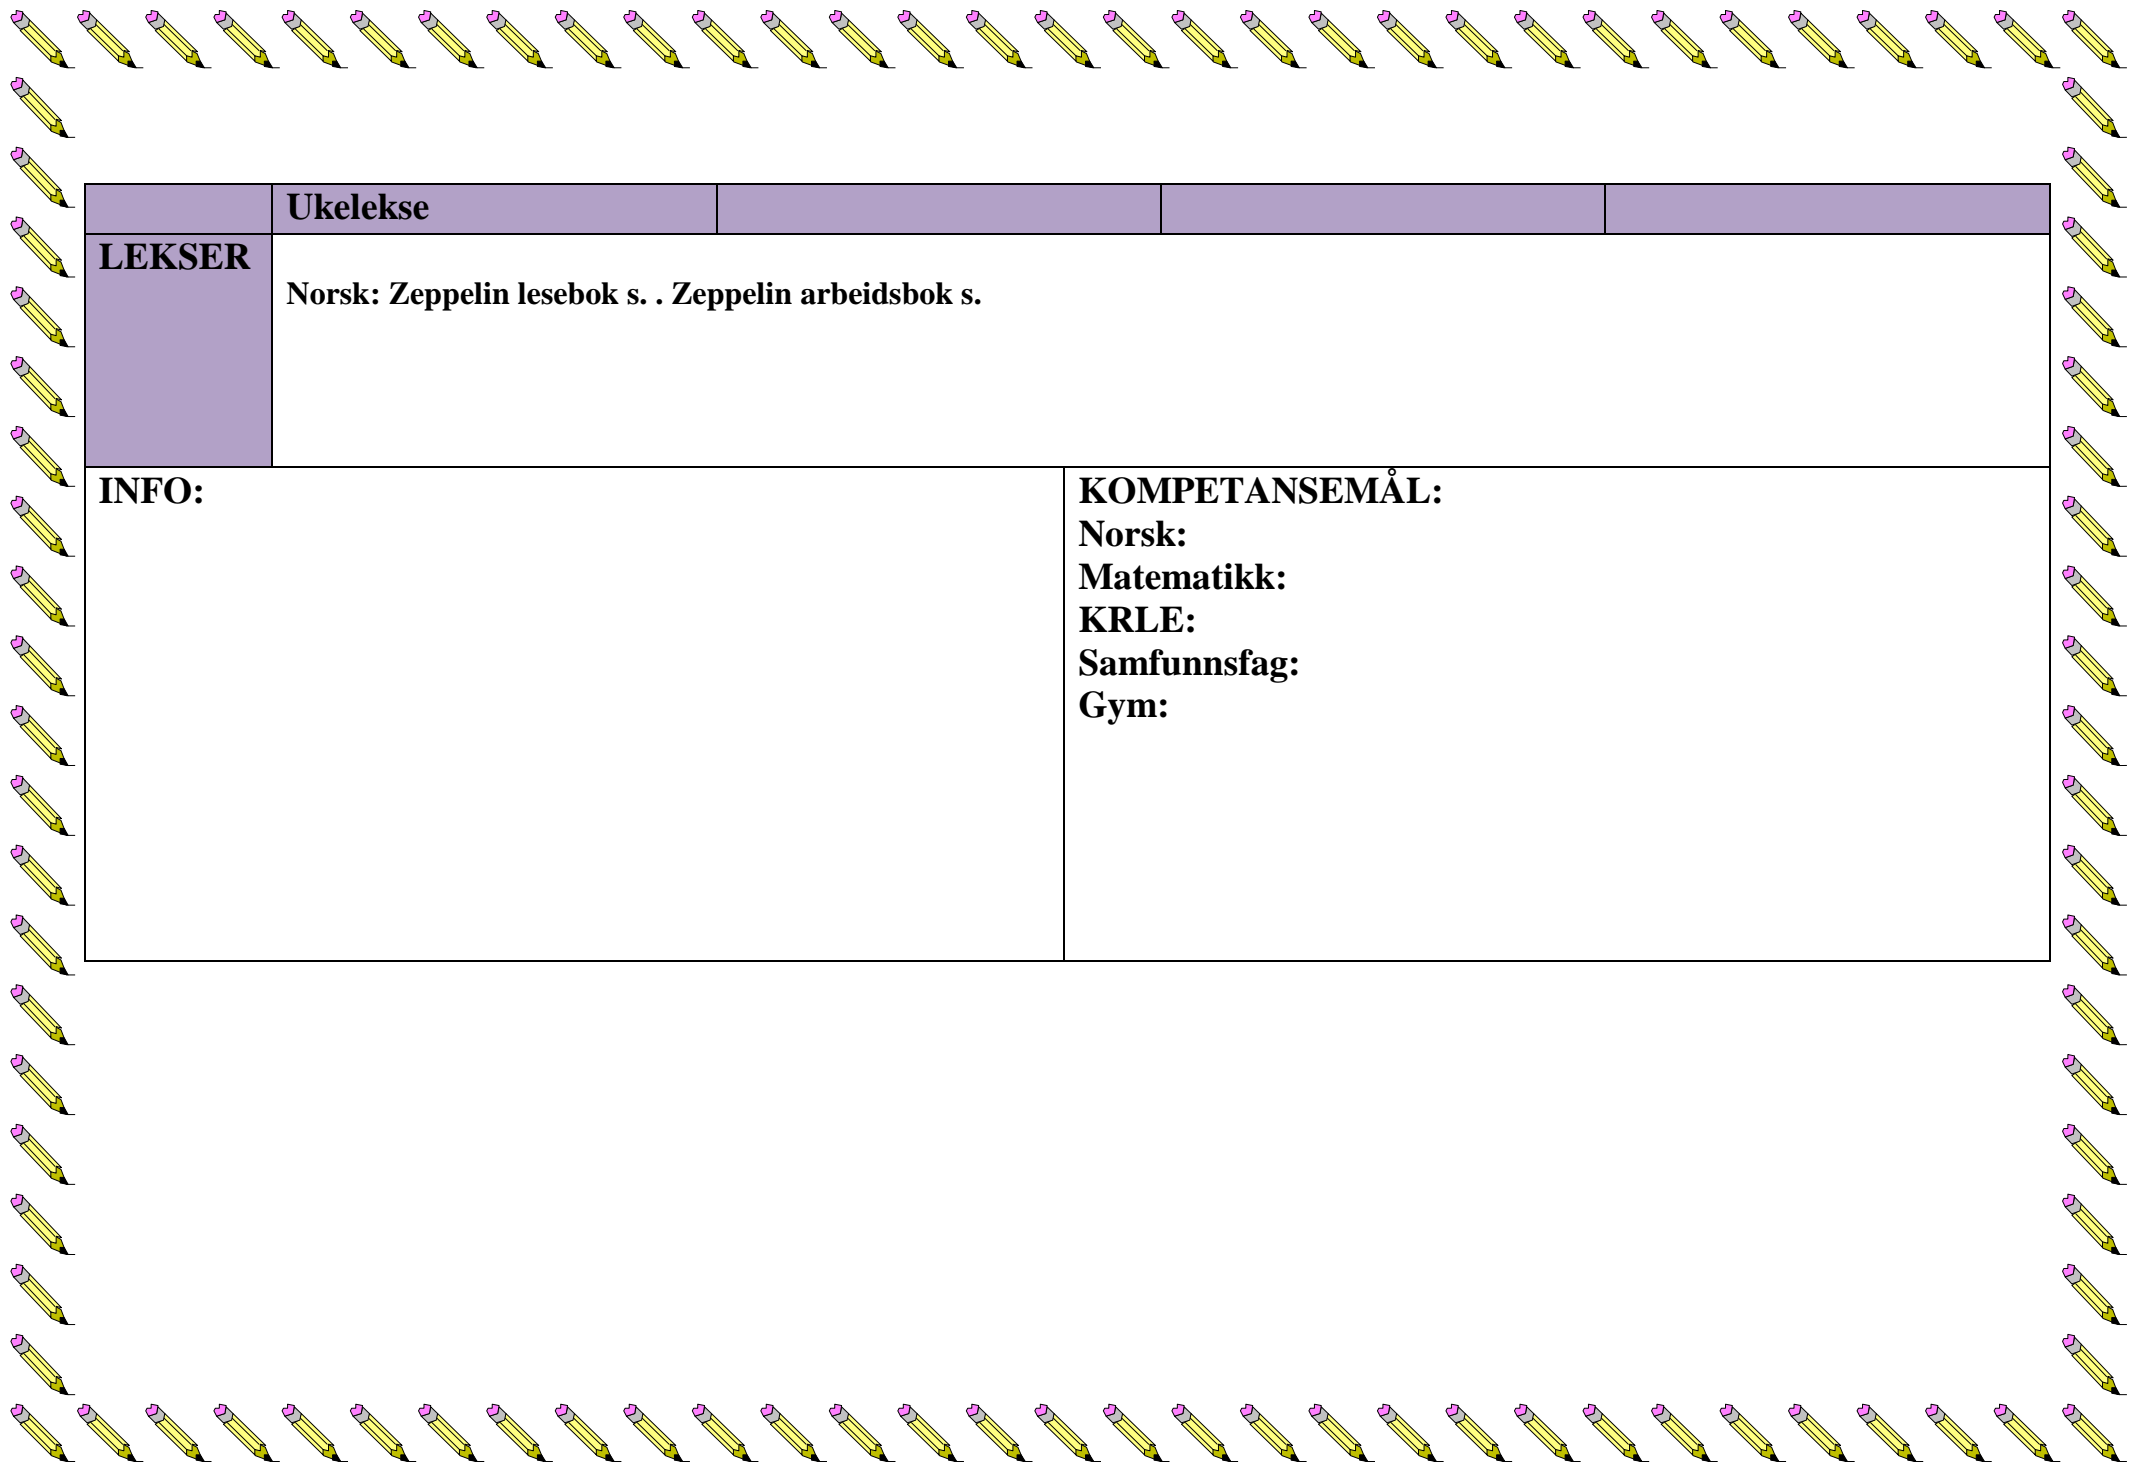 Ukelekse
LEKSER
Norsk: Zeppelin lesebok s. . Zeppelin arbeidsbok s.
INFO:
KOMPETANSEMÅL:
Norsk:
Matematikk:
KRLE:
Samfunnsfag:
Gym: